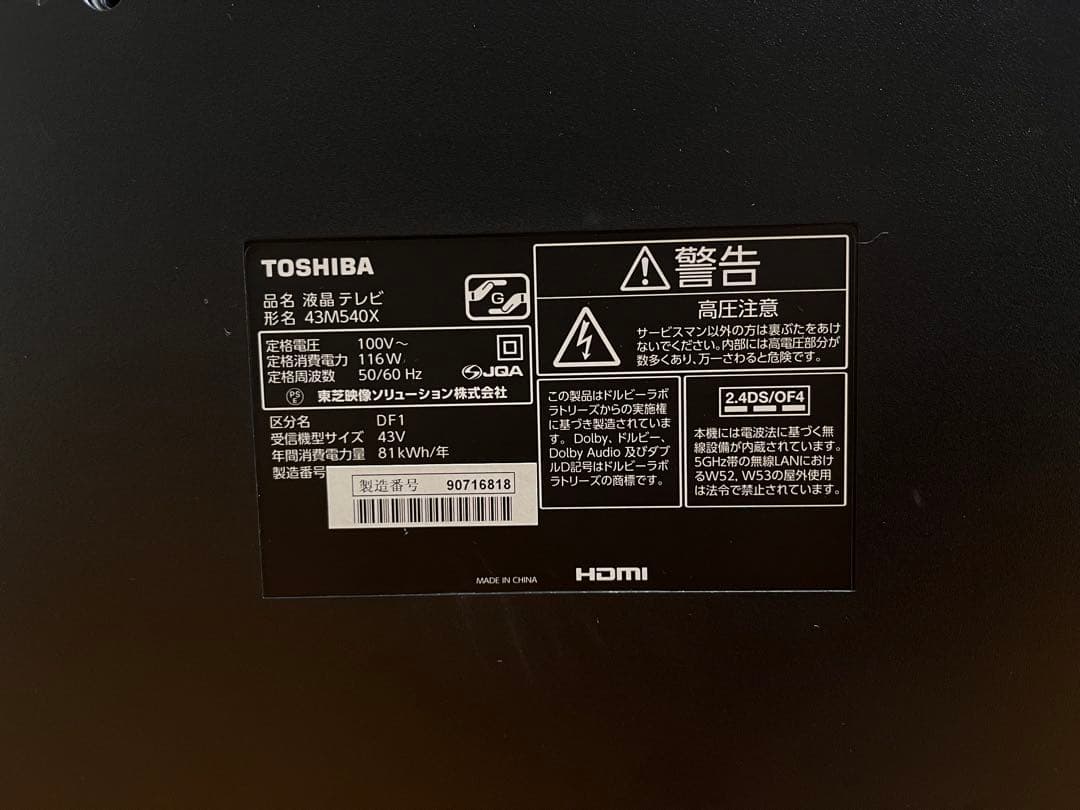 TOSHIBA
品名 液晶テレビ
形名 43M540X
G
定格電圧 100V～
定格消費電力 116W
定格周波数 50/60 Hz
JQA
PS
E
東芝映像ソリューション株式会社
区分名 DF1
受信機型サイズ 43V
年間消費電力量 81kWh/年
製造番号
製造番号 90716818
MADE IN CHINA
HDMI
警告
高圧注意
サービスマン以外の方は裏ぶたをあけ
ないでください。内部には高電圧部分が
数多くあり、万一さわると危険です。
この製品はドルビーラボ
ラトリーズからの実施権
に基づき製造されていま
す。Dolby、ドルビー、
Dolby Audio 及びダブ
ルD記号はドルビーラボ
ラトリーズの商標です。
2.4DS/OF4
本機には電波法に基づく無
線設備が内蔵されています。
5GHz帯の無線LANにおけ
るW52, W53の屋外使用
は法令で禁止されています。